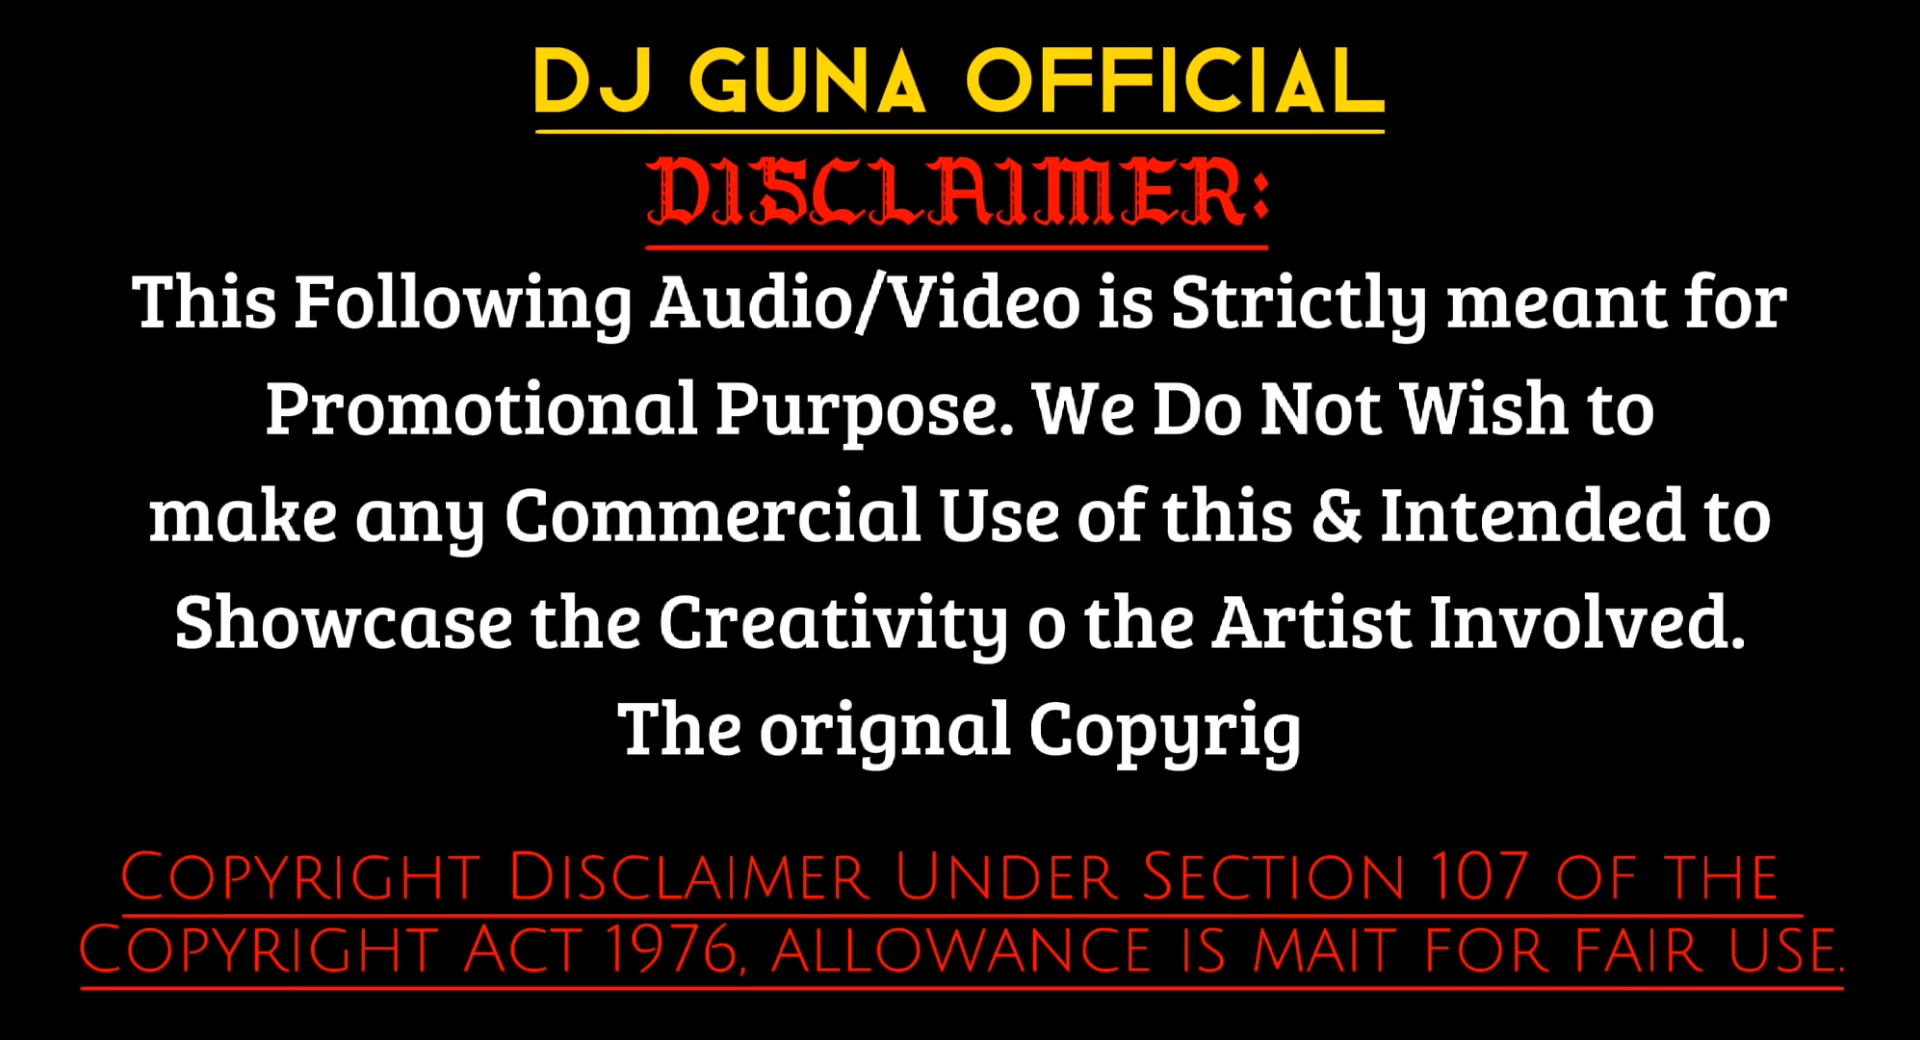 DJ GUNA OFFICIAL
DISCLAIMER:
This Following Audio/Video is Strictly meant for
Promotional Purpose. We Do Not Wish to
make any Commercial Use of this & Intended to
Showcase the Creativity o the Artist Involved.
The orignal Copyrig
Copyright Disclaimer Under Section 107 of the
Copyright Act 1976, allowance is mait for fair use.